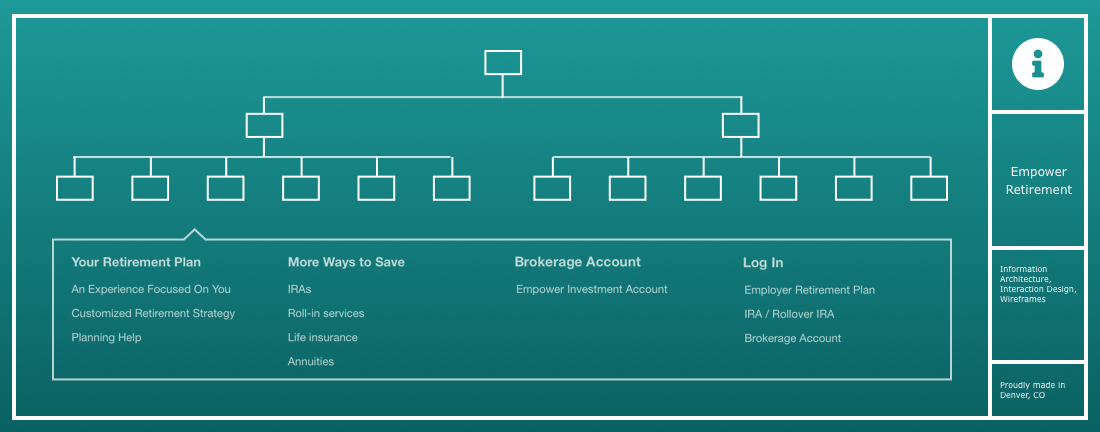 Your Retirement Plan
An Experience Focused On You
Customized Retirement Strategy
Planning Help
More Ways to Save
IRAs
Roll-in services
Life insurance
Annuities
Brokerage Account
Empower Investment Account
Log In
Employer Retirement Plan
IRA / Rollover IRA
Brokerage Account
Empower
Retirement
Information
Architecture,
Interaction Design,
Wireframes
Proudly made in
Denver, CO